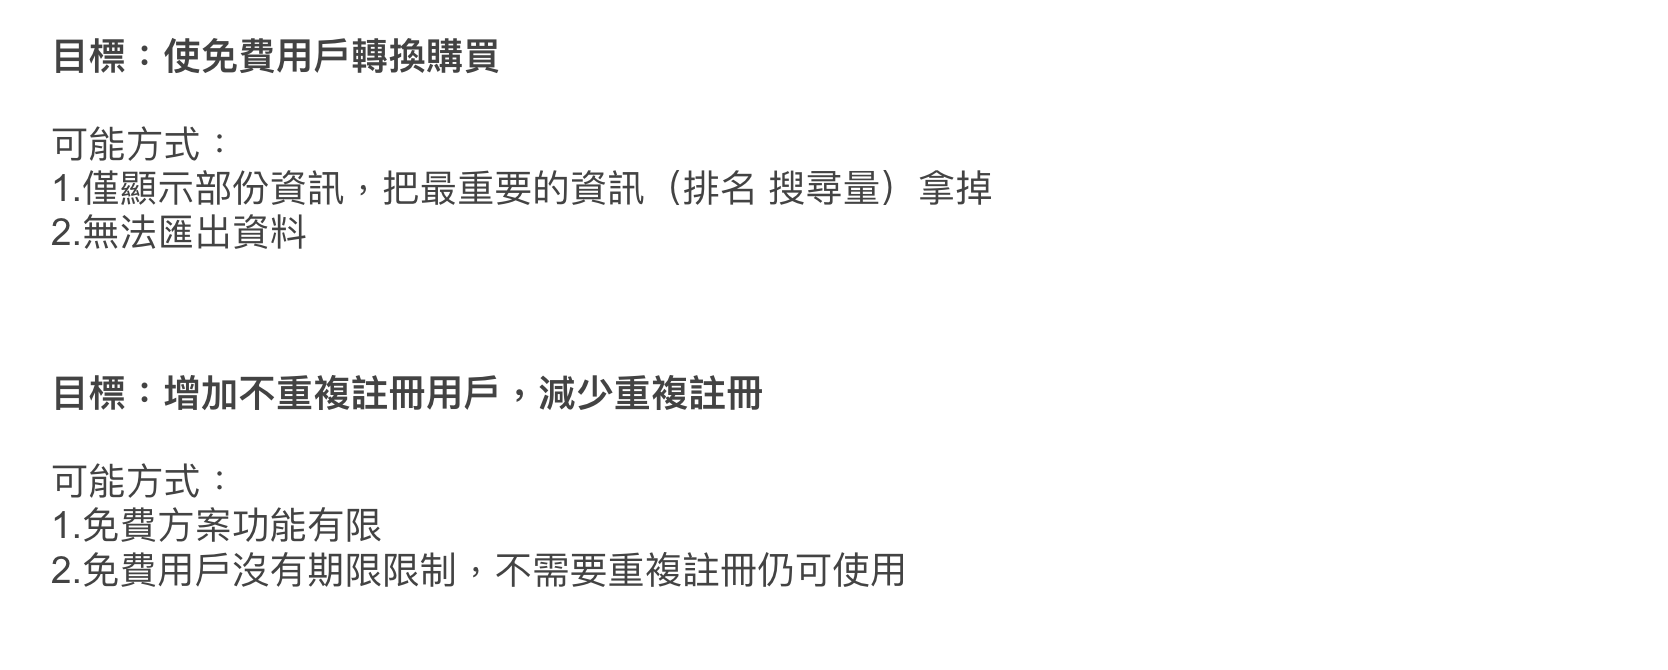 目標：使免費用戶轉換購買
可能方式：
1.僅顯示部份資訊，把最重要的資訊（排名 搜尋量）拿掉
2.無法匯出資料
目標：增加不重複註冊用戶，減少重複註冊
可能方式：
1.免費方案功能有限
2.免費用戶沒有期限限制，不需要重複註冊仍可使用